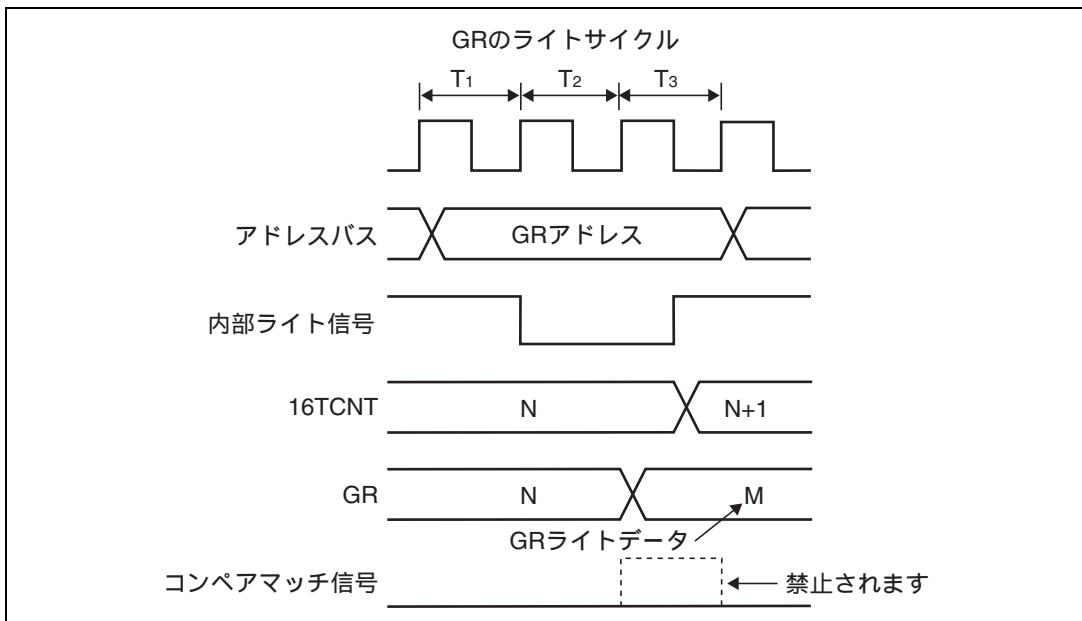 GRのライトサイクル
T1 T2 T3
アドレスバス GRアドレス
内部ライト信号
16TCNT N N+1
GR N M
GRライトデータ
コンペアマッチ信号 禁止されます